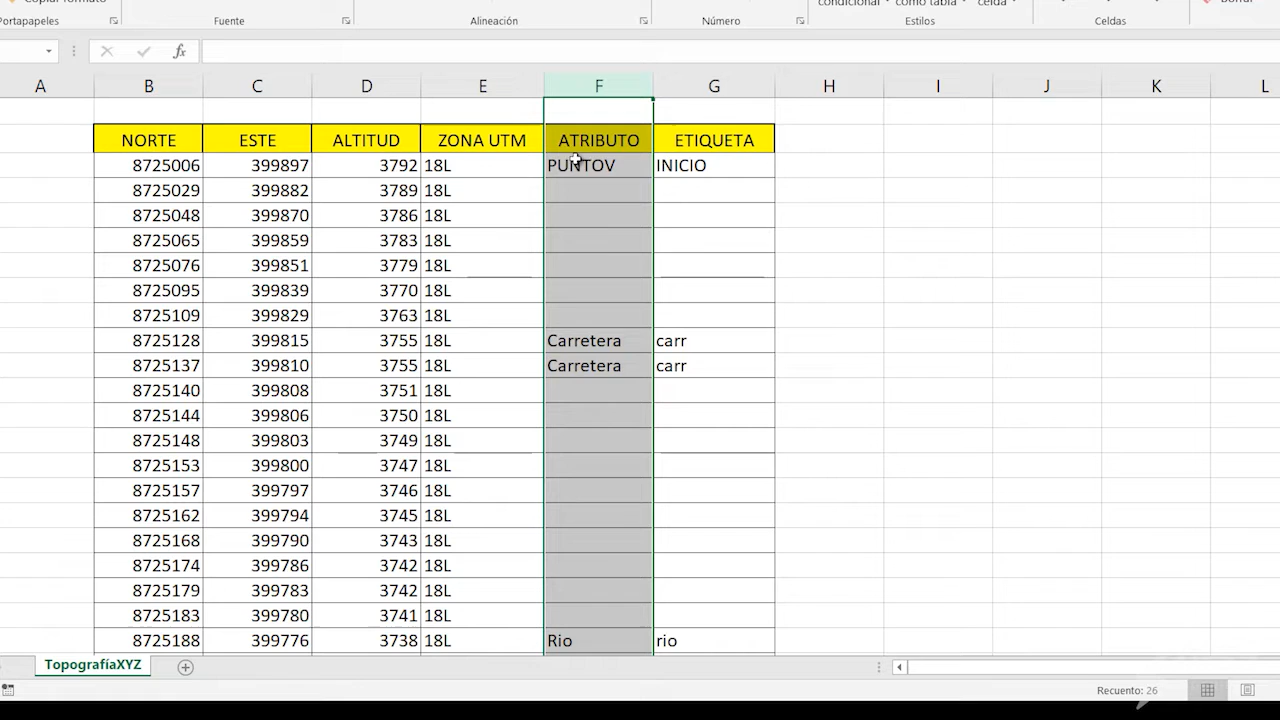 Portapapeles Fuente Alineación Número Estilos Celdas
fx
A B C D E F G H I J K L
NORTE ESTE ALTITUD ZONA UTM ATRIBUTO ETIQUETA
8725006 399897 3792 18L PUNTOV INICIO
8725029 399882 3789 18L
8725048 399870 3786 18L
8725065 399859 3783 18L
8725076 399851 3779 18L
8725095 399839 3770 18L
8725109 399829 3763 18L
8725128 399815 3755 18L Carretera carr
8725137 399810 3755 18L Carretera carr
8725140 399808 3751 18L
8725144 399806 3750 18L
8725148 399803 3749 18L
8725153 399800 3747 18L
8725157 399797 3746 18L
8725162 399794 3745 18L
8725168 399790 3743 18L
8725174 399786 3742 18L
8725179 399783 3742 18L
8725183 399780 3741 18L
8725188 399776 3738 18L Rio rio
TopografíaXYZ
Recuento: 26